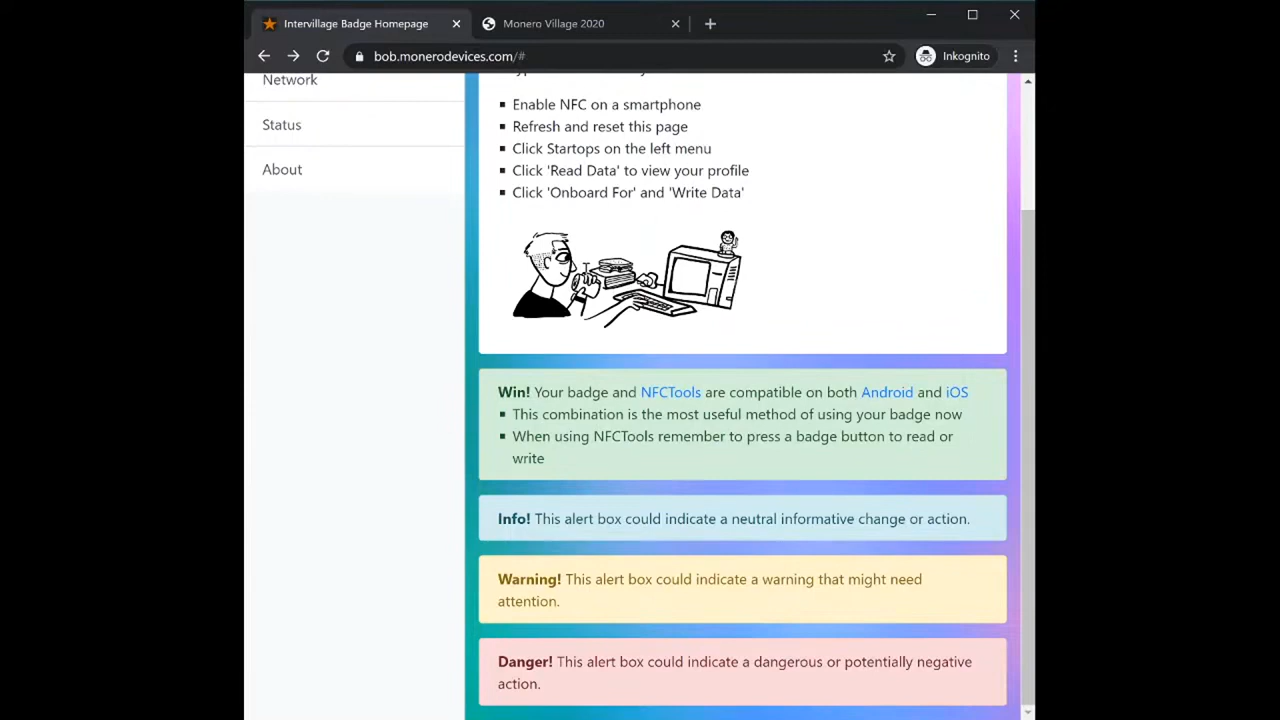 Intervillage Badge Homepage
Monero Village 2020
bob.monerodevices.com/#
Inkognito
Network
Status
About
Enable NFC on a smartphone
Refresh and reset this page
Click Startops on the left menu
Click 'Read Data' to view your profile
Click 'Onboard For' and 'Write Data'
Win! Your badge and NFCTools are compatible on both Android and iOS
This combination is the most useful method of using your badge now
When using NFCTools remember to press a badge button to read or
write
Info! This alert box could indicate a neutral informative change or action.
Warning! This alert box could indicate a warning that might need
attention.
Danger! This alert box could indicate a dangerous or potentially negative
action.